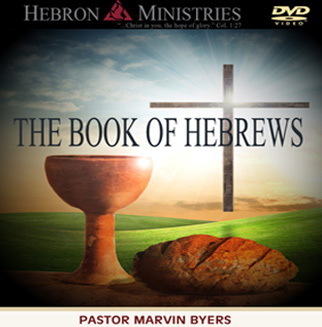 HEBRON MINISTRIES
"...Christ in you, the hope of glory" Col. 1:27
DVD
VIDEO
THE BOOK OF HEBREWS
PASTOR MARVIN BYERS